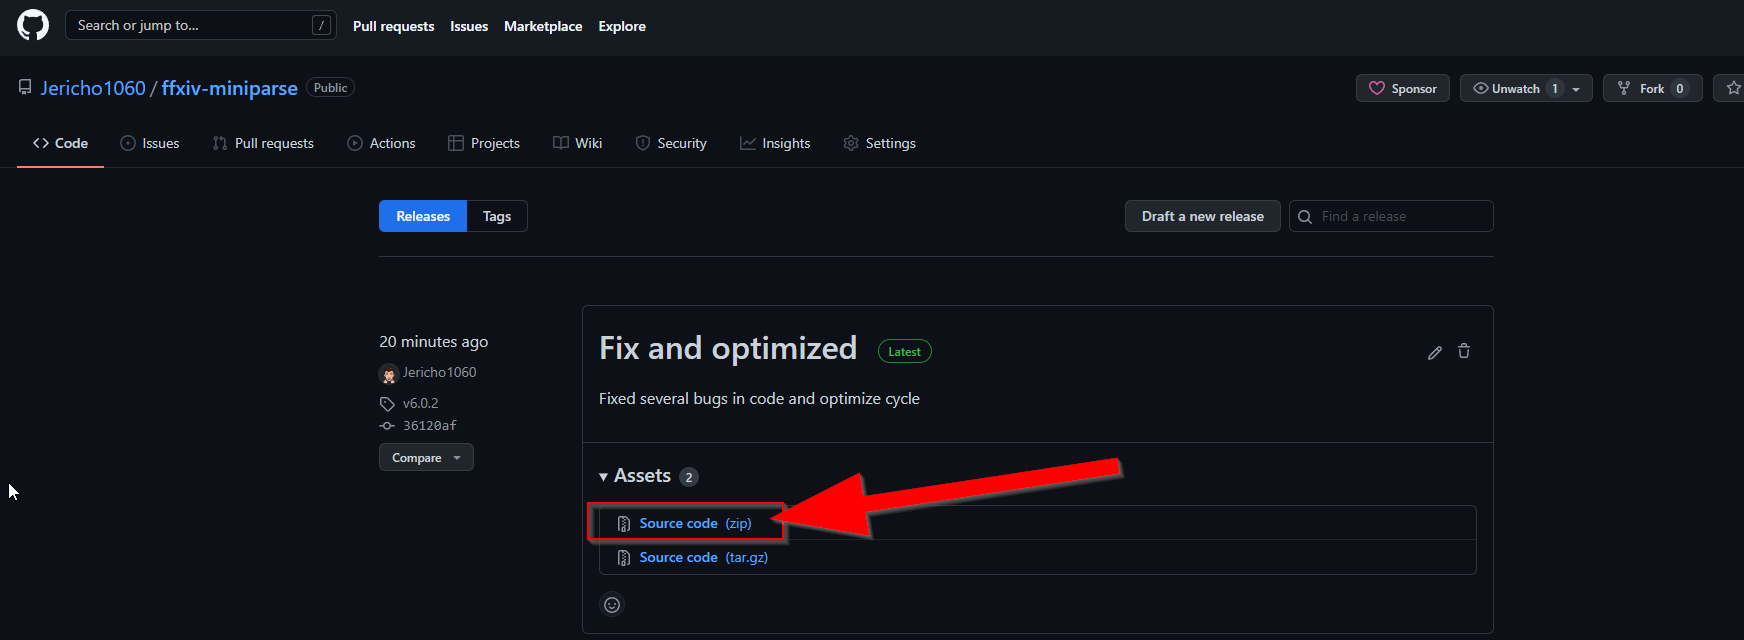 Search or jump to... /
Pull requests Issues Marketplace Explore
Jericho1060 / ffxiv-miniparse Public
Sponsor Unwatch 1 Fork 0
Code Issues Pull requests Actions Projects Wiki Security Insights Settings
Releases Tags
Draft a new release Find a release
20 minutes ago
Jericho1060
v6.0.2
36120af
Compare
Fix and optimized Latest
Fixed several bugs in code and optimize cycle
Assets 2
Source code (zip)
Source code (tar.gz)